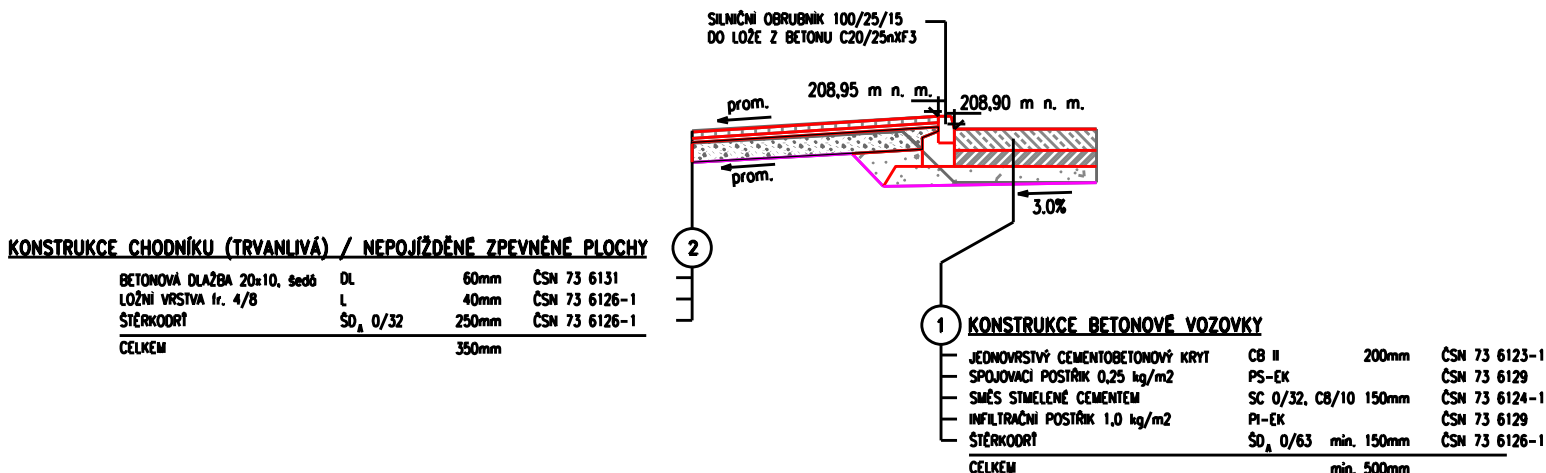 SILNIČNÍ OBRUBNÍK 100/25/15
DO LOŽE Z BETONU C20/25nXF3
208,95 m n. m.
208,90 m n. m.
prom.
prom.
3.0%
2
KONSTRUKCE CHODNÍKU (TRVANLIVÁ) / NEPOJÍŽDĚNÉ ZPEVNĚNÉ PLOCHY
BETONOVÁ DLAŽBA 20x10, šedá DL 60mm ČSN 73 6131
LOŽNÍ VRSTVA fr. 4/8 L 40mm ČSN 73 6126-1
ŠTĚRKODRŤ ŠDA 0/32 250mm ČSN 73 6126-1
CELKEM 350mm
1
KONSTRUKCE BETONOVÉ VOZOVKY
JEDNOVRSTVÝ CEMENTOBETONOVÝ KRYT CB II 200mm ČSN 73 6123-1
SPOJOVACÍ POSTŘIK 0,25 kg/m2 PS-EK ČSN 73 6129
SMĚS STMELENÉ CEMENTEM SC 0/32, C8/10 150mm ČSN 73 6124-1
INFILTRAČNÍ POSTŘIK 1,0 kg/m2 PI-EK ČSN 73 6129
ŠTĚRKODRŤ ŠDA 0/63 min. 150mm ČSN 73 6126-1
CELKEM min. 500mm